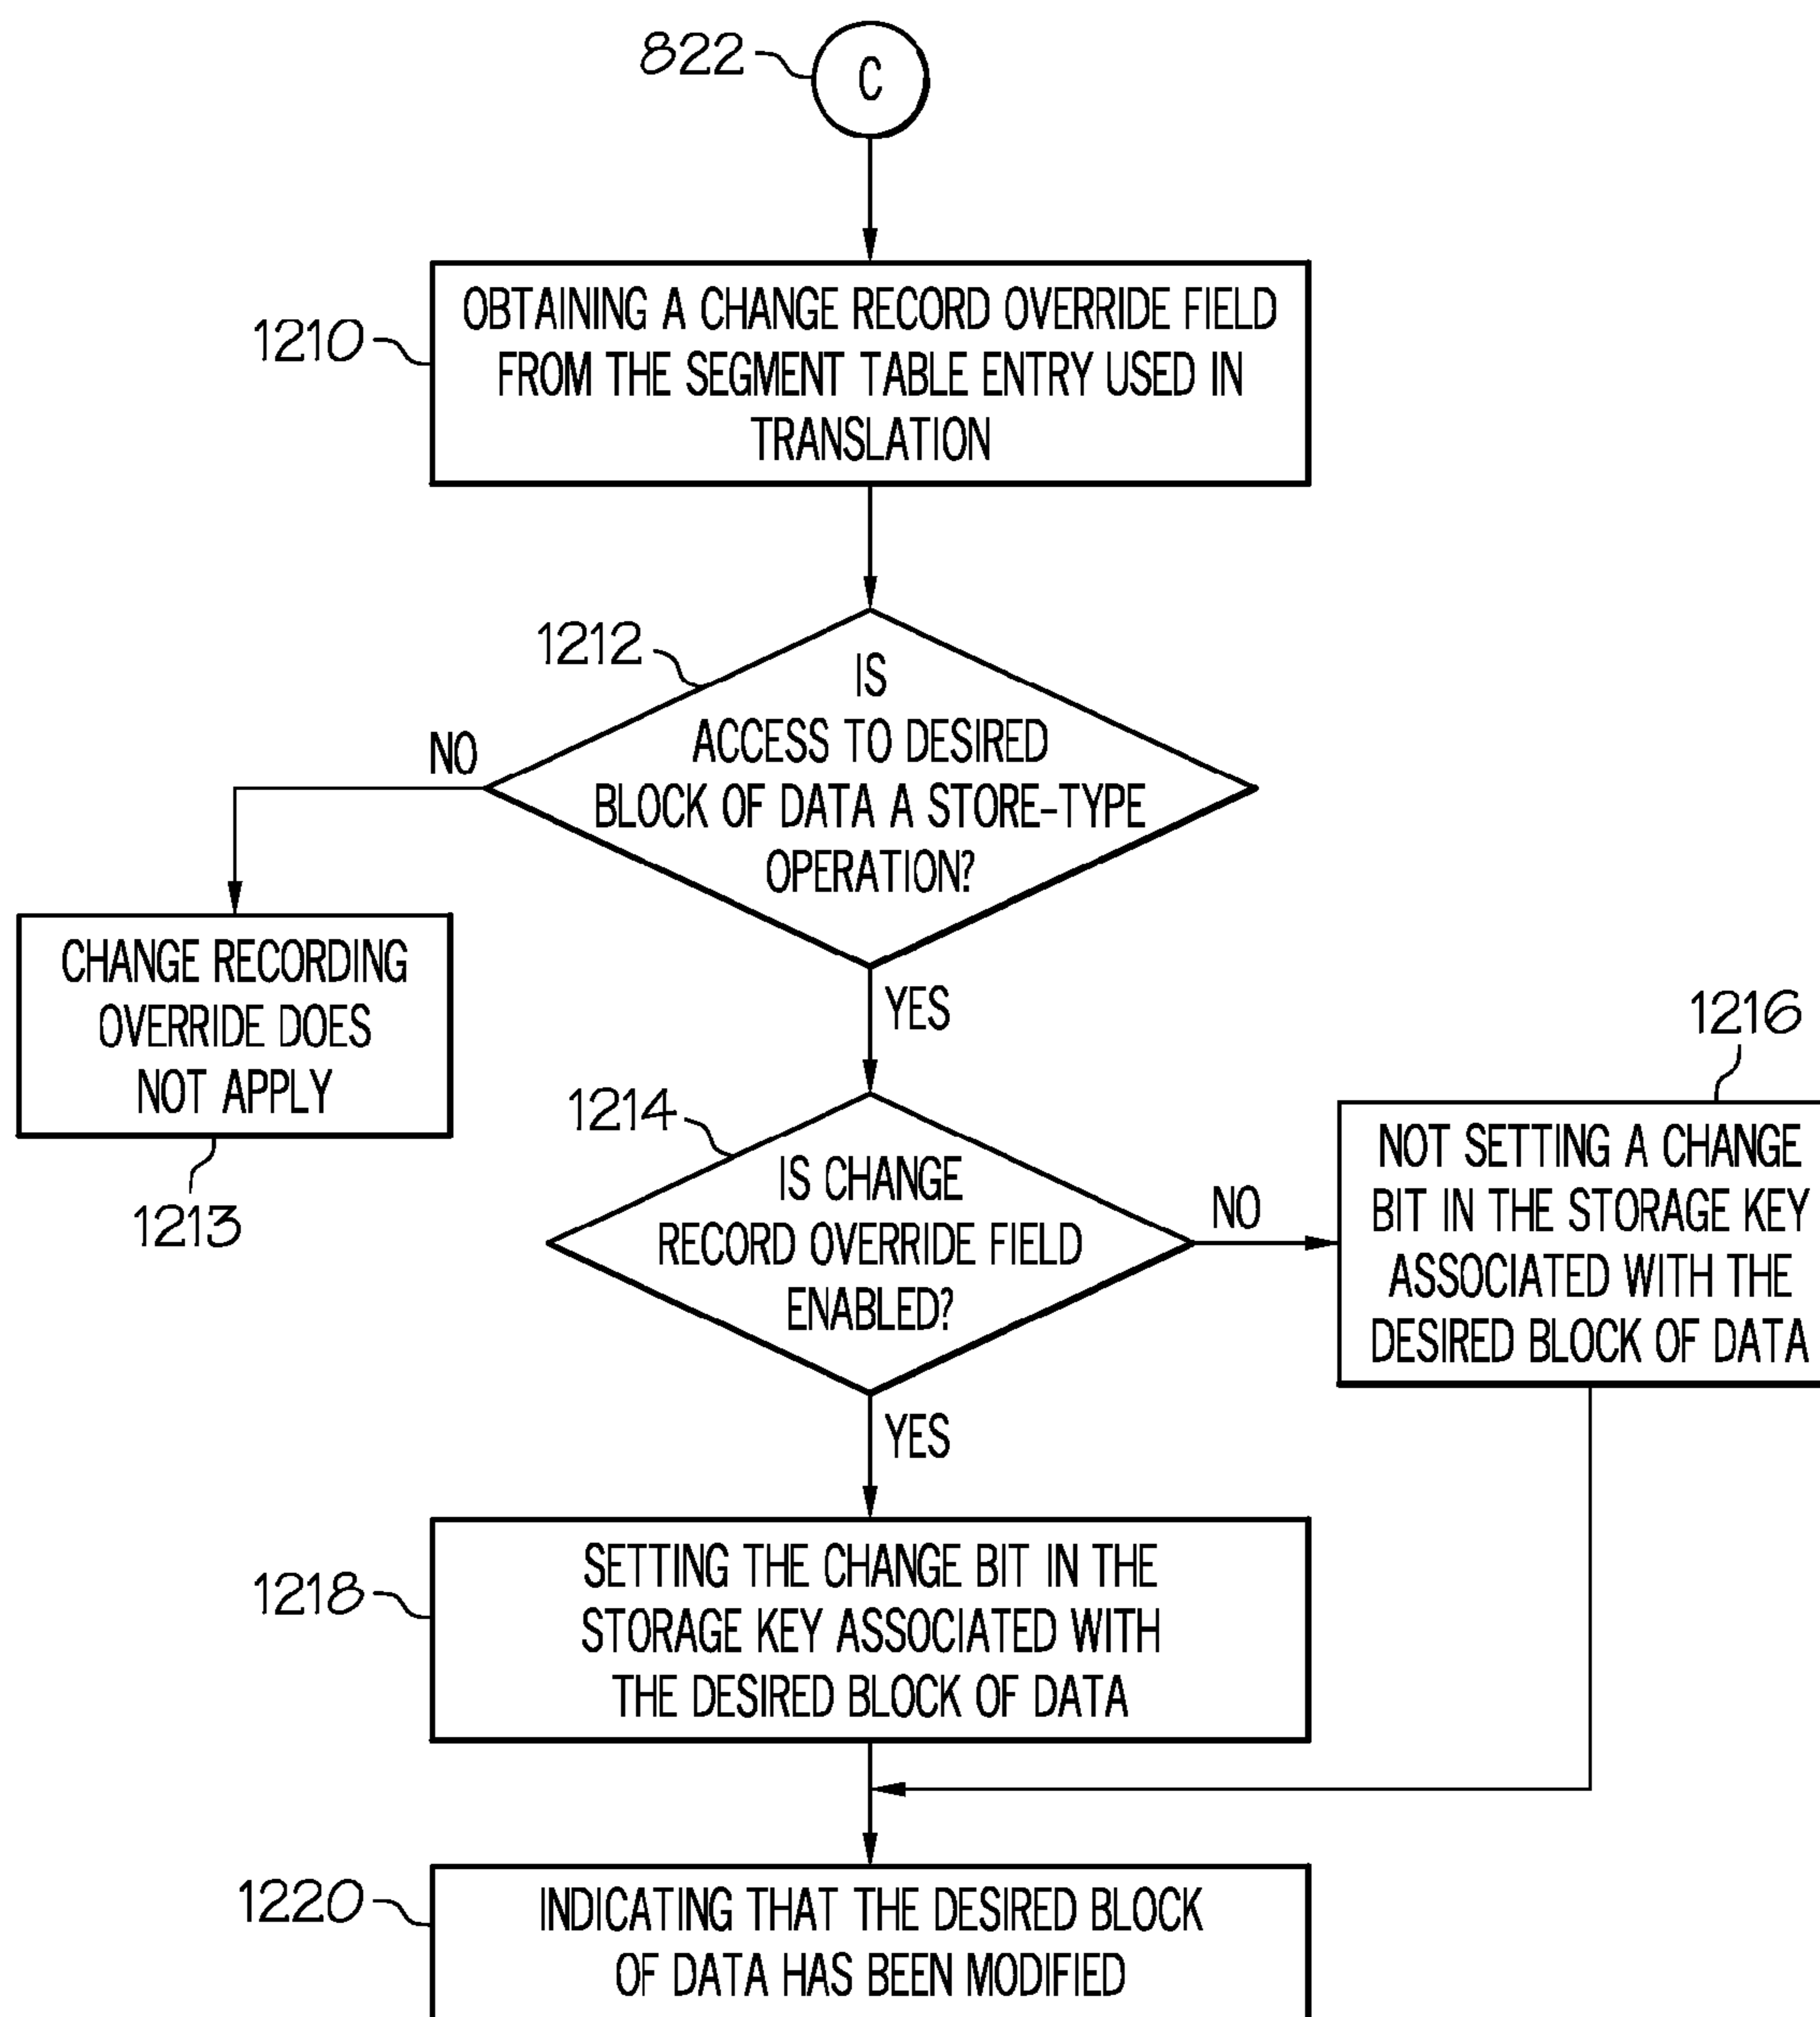 822
C
1210
OBTAINING A CHANGE RECORD OVERRIDE FIELD
FROM THE SEGMENT TABLE ENTRY USED IN
TRANSLATION
1212
IS
ACCESS TO DESIRED
BLOCK OF DATA A STORE-TYPE
OPERATION?
NO
CHANGE RECORDING
OVERRIDE DOES
NOT APPLY
1213
YES
1214
IS CHANGE
RECORD OVERRIDE FIELD
ENABLED?
NO
1216
NOT SETTING A CHANGE
BIT IN THE STORAGE KEY
ASSOCIATED WITH THE
DESIRED BLOCK OF DATA
YES
1218
SETTING THE CHANGE BIT IN THE
STORAGE KEY ASSOCIATED WITH
THE DESIRED BLOCK OF DATA
1220
INDICATING THAT THE DESIRED BLOCK
OF DATA HAS BEEN MODIFIED